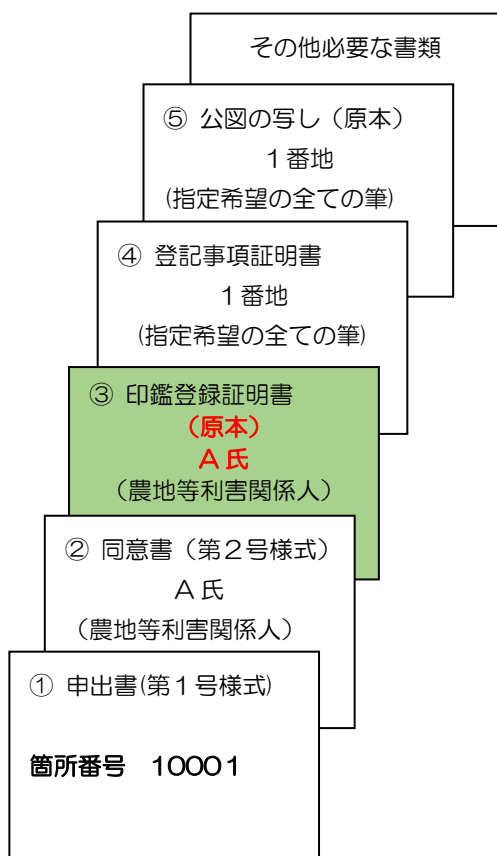 その他必要な書類
⑤ 公図の写し（原本）
１番地
(指定希望の全ての筆)
④ 登記事項証明書
１番地
(指定希望の全ての筆)
③ 印鑑登録証明書
（原本）
Ａ氏
（農地等利害関係人）
② 同意書（第２号様式）
Ａ氏
（農地等利害関係人）
① 申出書(第１号様式)
箇所番号　１０００１